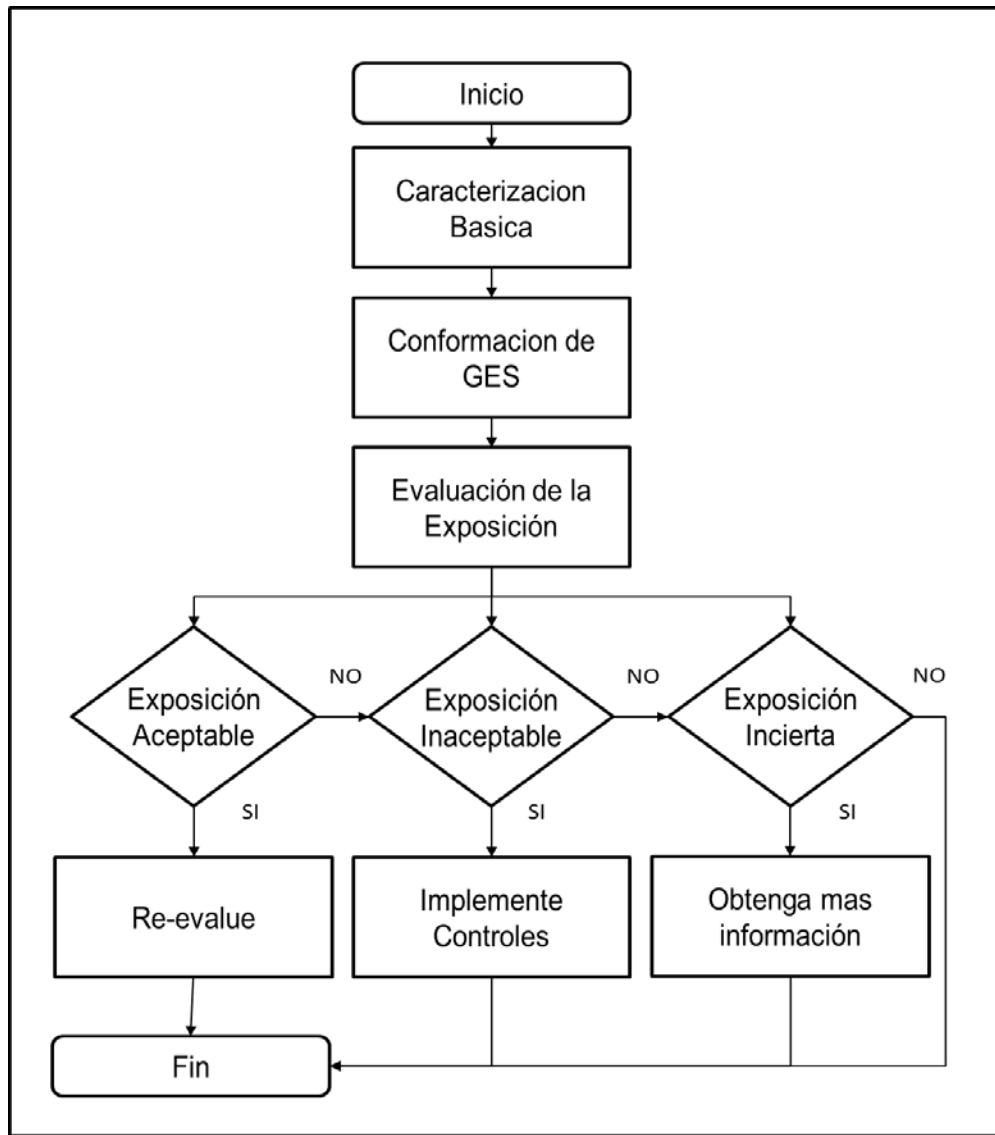 Inicio
Caracterizacion
Basica
Conformacion de
GES
Evaluación de la
Exposición
Exposición
Aceptable
NO
Exposición
Inaceptable
NO
Exposición
Incierta
NO
SI
SI
SI
Re-evalue
Implemente
Controles
Obtenga mas
información
Fin